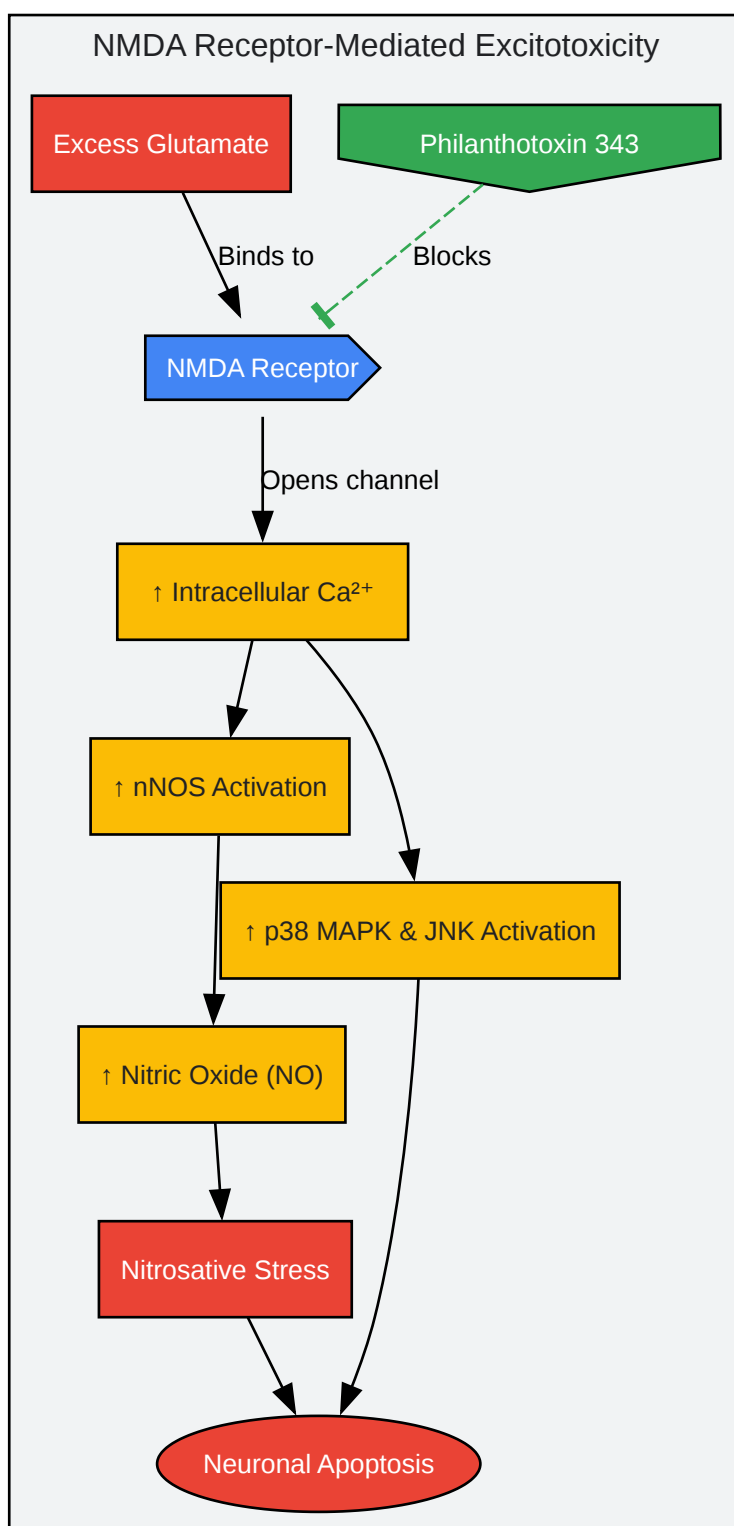 NMDA Receptor-Mediated Excitotoxicity
Excess Glutamate
Philanthotoxin 343
Binds to
Blocks
NMDA Receptor
Opens channel
↑ Intracellular Ca²⁺
↑ nNOS Activation
↑ p38 MAPK & JNK Activation
↑ Nitric Oxide (NO)
Nitrosative Stress
Neuronal Apoptosis